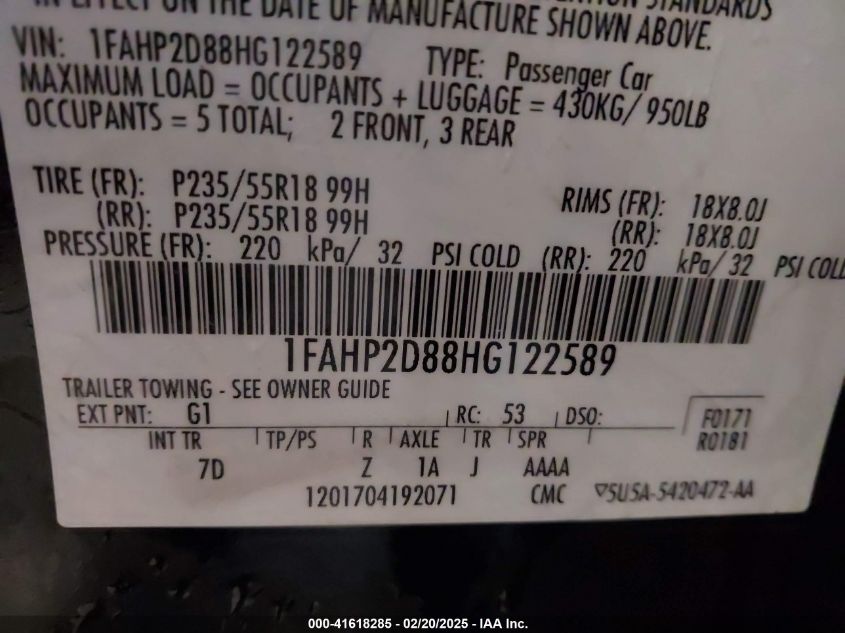 IN EFFECT ON THE DATE OF MANUFACTURE SHOWN ABOVE. STANDARDS
VIN: 1FAHP2D88HG122589 TYPE: Passenger Car
MAXIMUM LOAD = OCCUPANTS + LUGGAGE = 430KG/ 950LB
OCCUPANTS = 5 TOTAL; 2 FRONT, 3 REAR
TIRE (FR): P235/55R18 99H RIMS (FR): 18X8.0J
(RR): P235/55R18 99H (RR): 18X8.0J
PRESSURE (FR): 220 kPa/ 32 PSI COLD (RR): 220 kPa/ 32 PSI COLD
1FAHP2D88HG122589
TRAILER TOWING - SEE OWNER GUIDE
EXT PNT: G1 RC: 53 DSO: F0171
INT TR TP/PS R AXLE TR SPR R0181
7D Z 1A J AAAA
1201704192071 CMC ▽5U5A-5420472-AA
000-41618285 - 02/20/2025 - IAA Inc.